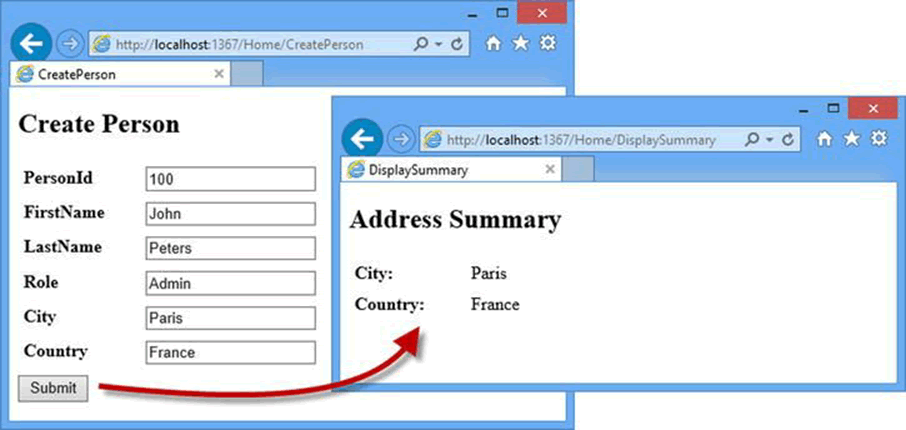 http://localhost:1367/Home/CreatePerson
CreatePerson
Create Person
PersonId 100
FirstName John
LastName Peters
Role Admin
City Paris
Country France
Submit
http://localhost:1367/Home/DisplaySummary
DisplaySummary
Address Summary
City: Paris
Country: France